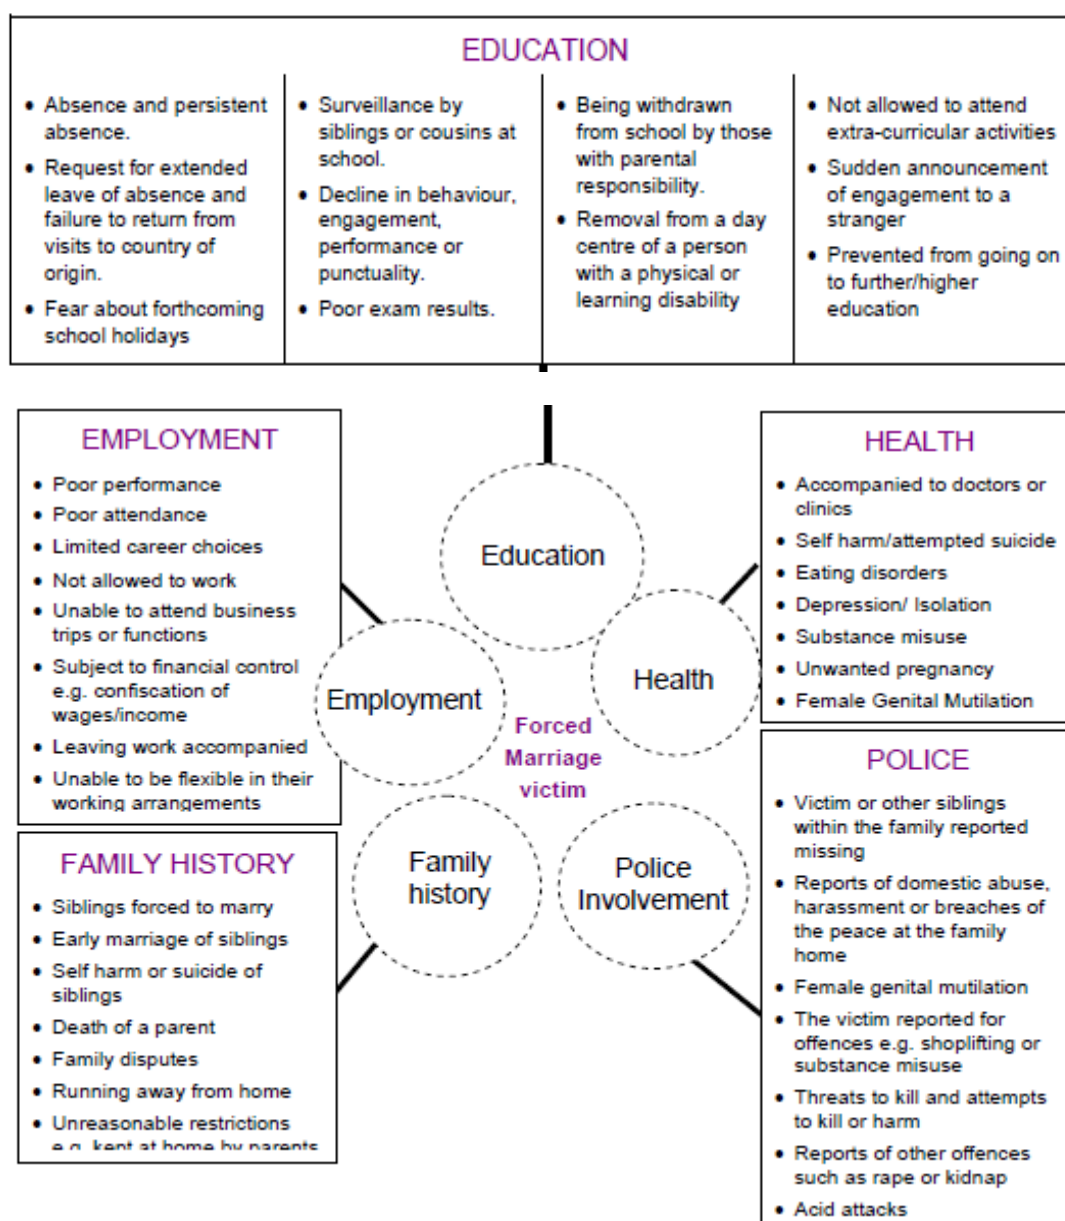 EDUCATION
• Absence and persistent
absence.
• Request for extended
leave of absence and
failure to return from
visits to country of
origin.
• Fear about forthcoming
school holidays
• Surveillance by
siblings or cousins at
school.
• Decline in behaviour,
engagement,
performance or
punctuality.
• Poor exam results.
• Being withdrawn
from school by those
with parental
responsibility.
• Removal from a day
centre of a person
with a physical or
learning disability
• Not allowed to attend
extra-curricular activities
• Sudden announcement
of engagement to a
stranger
• Prevented from going on
to further/higher
education
EMPLOYMENT
• Poor performance
• Poor attendance
• Limited career choices
• Not allowed to work
• Unable to attend business
trips or functions
• Subject to financial control
e.g. confiscation of
wages/income
• Leaving work accompanied
• Unable to be flexible in their
working arrangements
FAMILY HISTORY
• Siblings forced to marry
• Early marriage of siblings
• Self harm or suicide of
siblings
• Death of a parent
• Family disputes
• Running away from home
• Unreasonable restrictions
e.g. kept at home by parents
Education
Employment
Health
Forced
Marriage
victim
Family
history
Police
Involvement
HEALTH
• Accompanied to doctors or
clinics
• Self harm/attempted suicide
• Eating disorders
• Depression/ Isolation
• Substance misuse
• Unwanted pregnancy
• Female Genital Mutilation
POLICE
• Victim or other siblings
within the family reported
missing
• Reports of domestic abuse,
harassment or breaches of
the peace at the family
home
• Female genital mutilation
• The victim reported for
offences e.g. shoplifting or
substance misuse
• Threats to kill and attempts
to kill or harm
• Reports of other offences
such as rape or kidnap
• Acid attacks